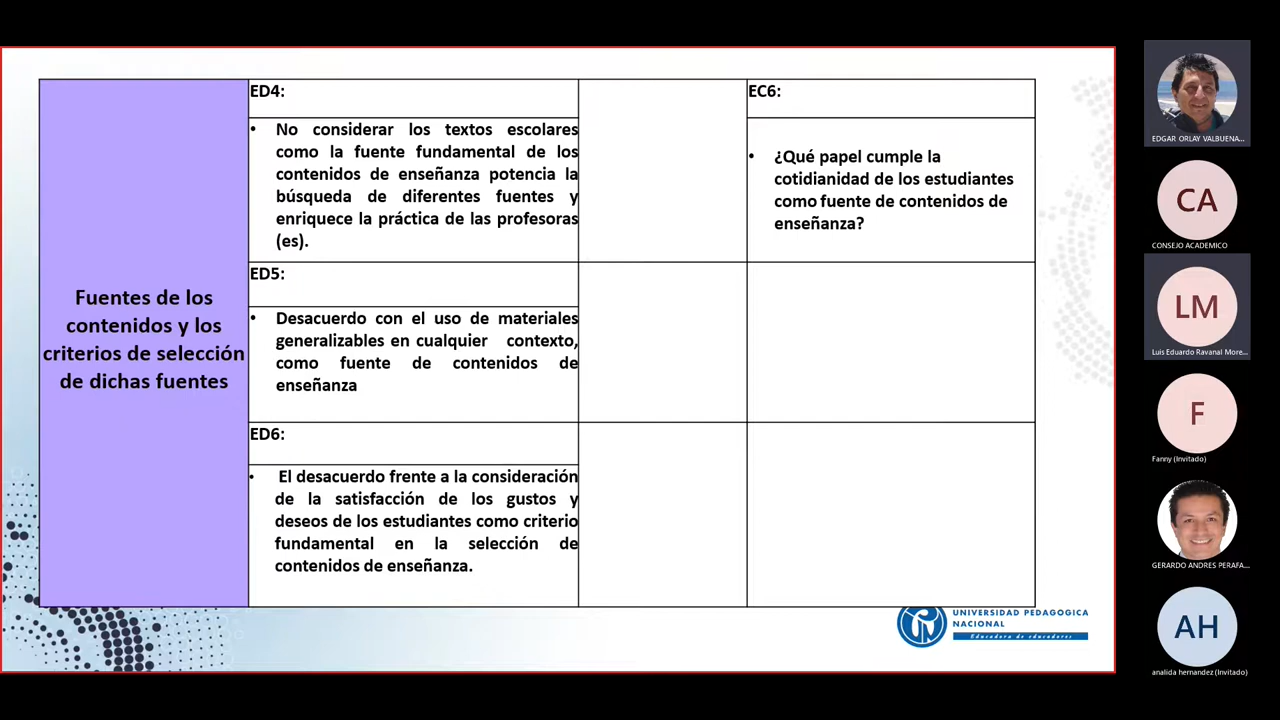 Fuentes de los
contenidos y los
criterios de selección
de dichas fuentes
ED4:
• No considerar los textos escolares
como la fuente fundamental de los
contenidos de enseñanza potencia la
búsqueda de diferentes fuentes y
enriquece la práctica de las profesoras
(es).
ED5:
• Desacuerdo con el uso de materiales
generalizables en cualquier contexto,
como fuente de contenidos de
enseñanza
ED6:
• El desacuerdo frente a la consideración
de la satisfacción de los gustos y
deseos de los estudiantes como criterio
fundamental en la selección de
contenidos de enseñanza.
EC6:
• ¿Qué papel cumple la
cotidianidad de los estudiantes
como fuente de contenidos de
enseñanza?
UNIVERSIDAD PEDAGOGICA
NACIONAL
Educadora de educadores
EDGAR ORLAY VALBUENA...
CA
CONSEJO ACADEMICO
LM
Luis Eduardo Ravanal More...
F
Fanny (Invitado)
GERARDO ANDRES PERAFA...
AH
analida hernandez (Invitado)